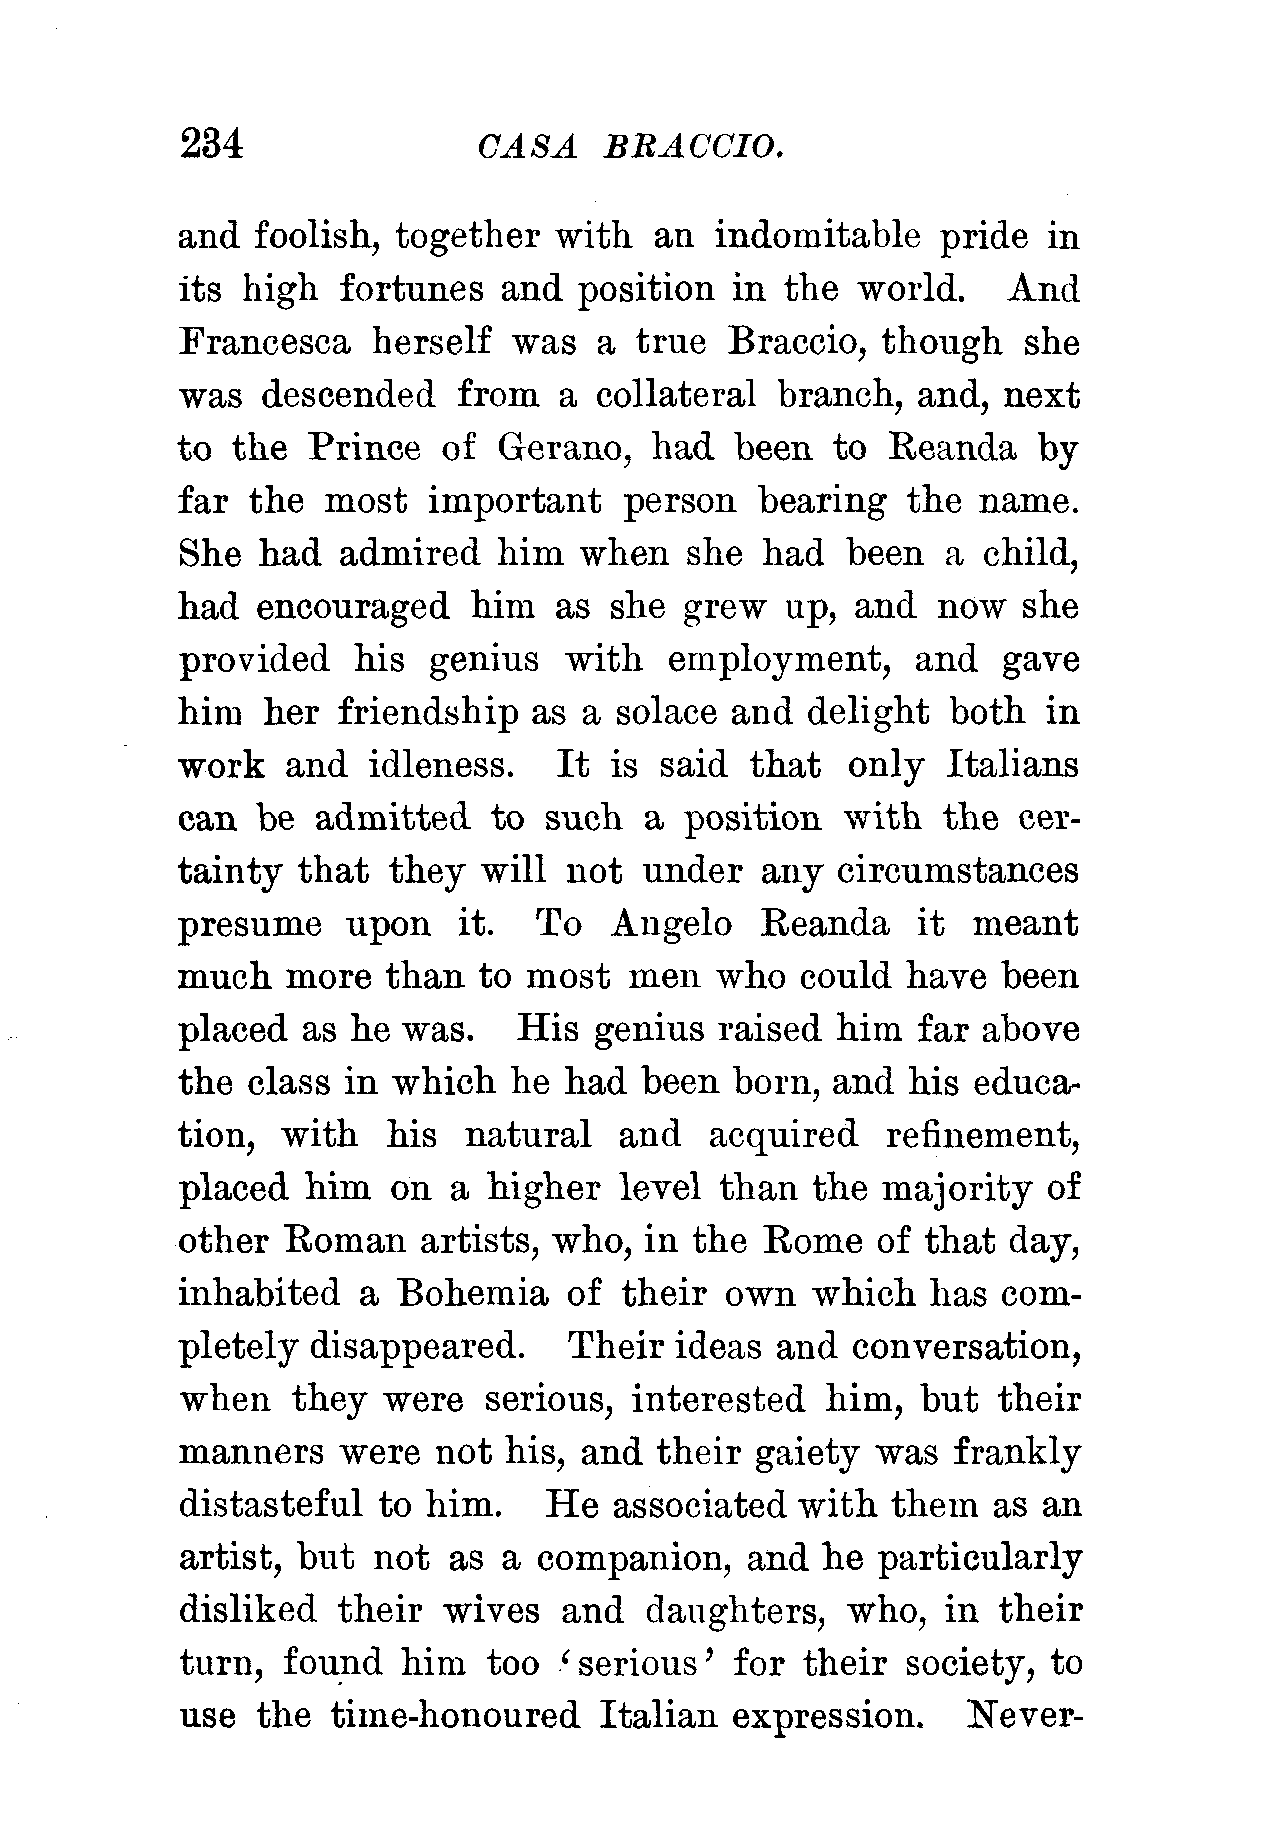 234 CASA BRACCIO.
and foolish, together with an indomitable pride in
its high fortunes and position in the world. And
Francesca herself was a true Braccio, though she
was descended from a collateral branch, and, next
to the Prince of Gerano, had been to Reanda by
far the most important person bearing the name.
She had admired him when she had been a child,
had encouraged him as she grew up, and now she
provided his genius with employment, and gave
him her friendship as a solace and delight both in
work and idleness. It is said that only Italians
can be admitted to such a position with the cer-
tainty that they will not under any circumstances
presume upon it. To Angelo Reanda it meant
much more than to most men who could have been
placed as he was. His genius raised him far above
the class in which he had been born, and his educa-
tion, with his natural and acquired refinement,
placed him on a higher level than the majority of
other Roman artists, who, in the Rome of that day,
inhabited a Bohemia of their own which has com-
pletely disappeared. Their ideas and conversation,
when they were serious, interested him, but their
manners were not his, and their gaiety was frankly
distasteful to him. He associated with them as an
artist, but not as a companion, and he particularly
disliked their wives and daughters, who, in their
turn, found him too ‘serious’ for their society, to
use the time-honoured Italian expression. Never-